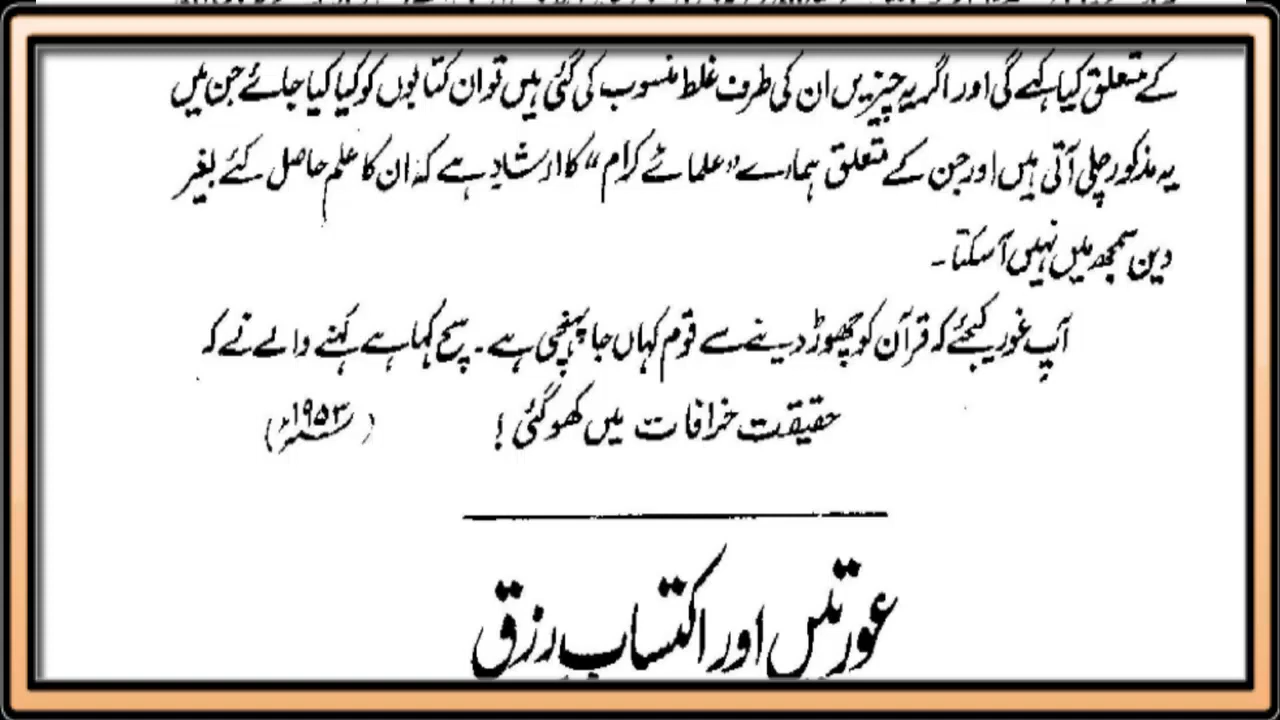 کے متعلق کیا کہے گی اور اگر یہ چیزیں ان کی طرف غلط منسوب کی گئی ہیں تو ان کتابوں کو کیا کیا جائے جن میں
یہ مذکور چلی آتی ہیں اور جن کے متعلق ہمارے "علمائے کرام" کا ارشاد ہے کہ ان کا علم حاصل کئے بغیر
دین سمجھ میں نہیں آسکتا۔
آپ غور کیجئے کہ قرآن کو چھوڑ دینے سے قوم کہاں جا پہنچی ہے۔ سچ کہا ہے کہنے والے نے کہ
حقیقت خرافات میں کھو گئی! (۱۹۵۳ء)
عورتیں اور اکتسابِ رزق